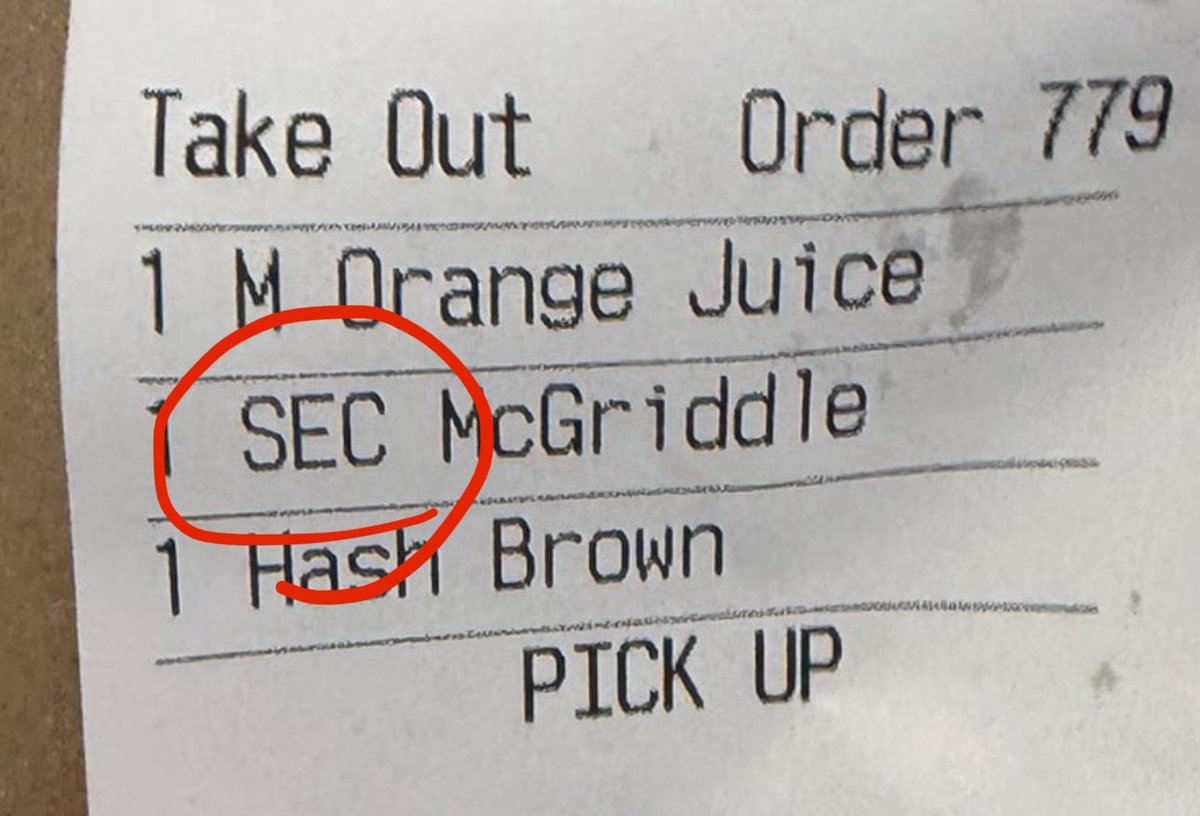 Take Out Order 779
1 M Orange Juice
1 SEC McGriddle
1 Hash Brown
PICK UP